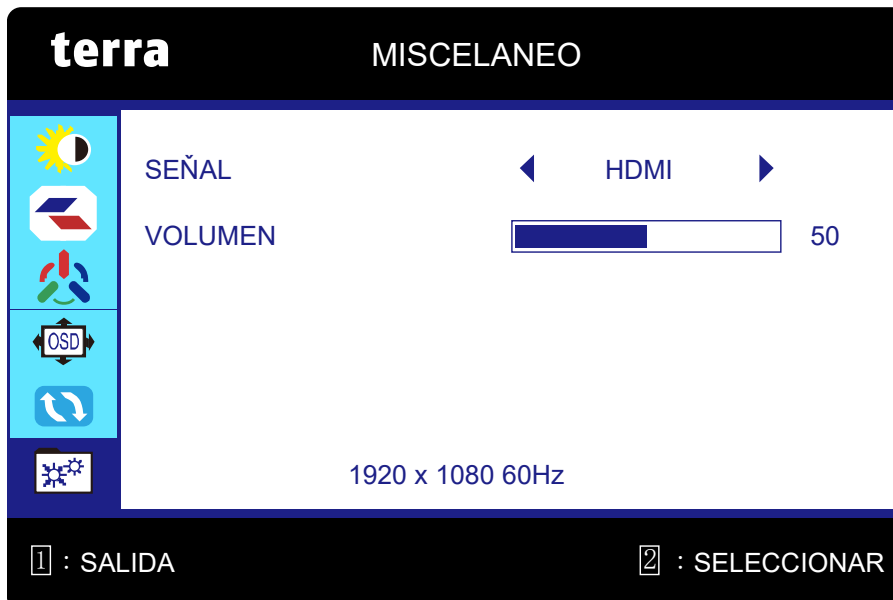 terra MISCELANEO
SEŇAL HDMI
VOLUMEN 50
OSD
1920 x 1080 60Hz
1 : SALIDA 2 : SELECCIONAR